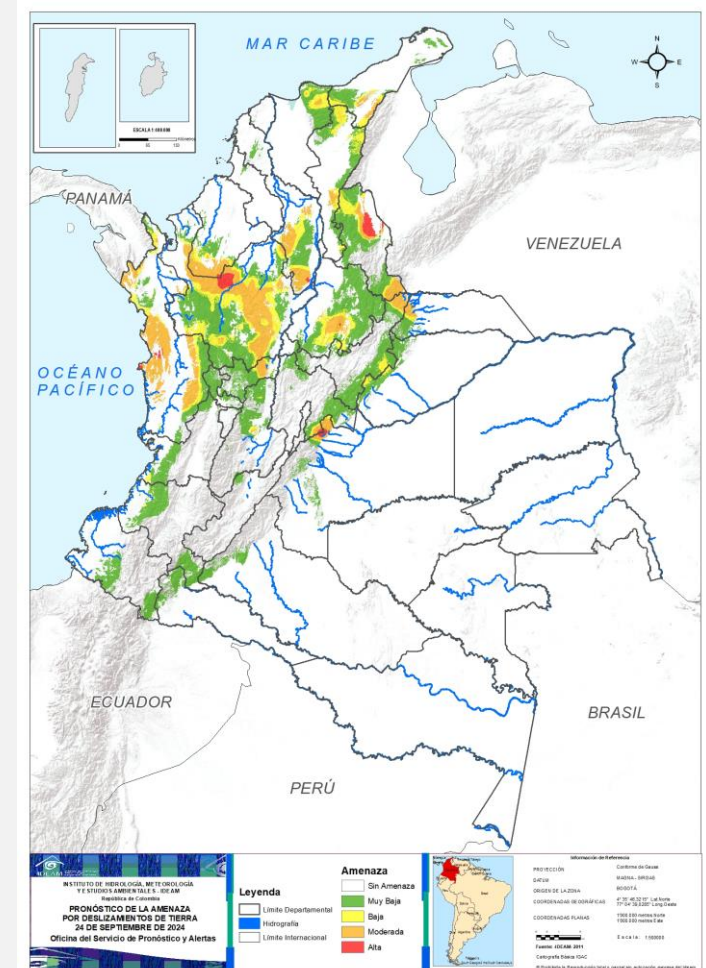 MAR CARIBE
N
W
E
S
PANAMÁ
VENEZUELA
OCÉANO
PACÍFICO
ECUADOR
BRASIL
PERÚ
IDEAM
INSTITUTO DE HIDROLOGÍA, METEOROLOGÍA
Y ESTUDIOS AMBIENTALES - IDEAM
República de Colombia
PRONÓSTICO DE LA AMENAZA
POR DESLIZAMIENTOS DE TIERRA
24 DE SEPTIEMBRE DE 2024
Oficina del Servicio de Pronóstico y Alertas
Leyenda
Límite Departamental
Hidrografía
Límite Internacional
Amenaza
Sin Amenaza
Muy Baja
Baja
Moderada
Alta
Información de Referencia
PROYECCIÓN
Conforme de Gauss
DATUM
MAGNA - SIRGAS
ORIGEN DE LA ZONA
BOGOTÁ
COORDENADAS GEOGRÁFICAS
COORDENADAS PLANAS
Fuente: IDEAM 2011
Cartografía Básica IGAC